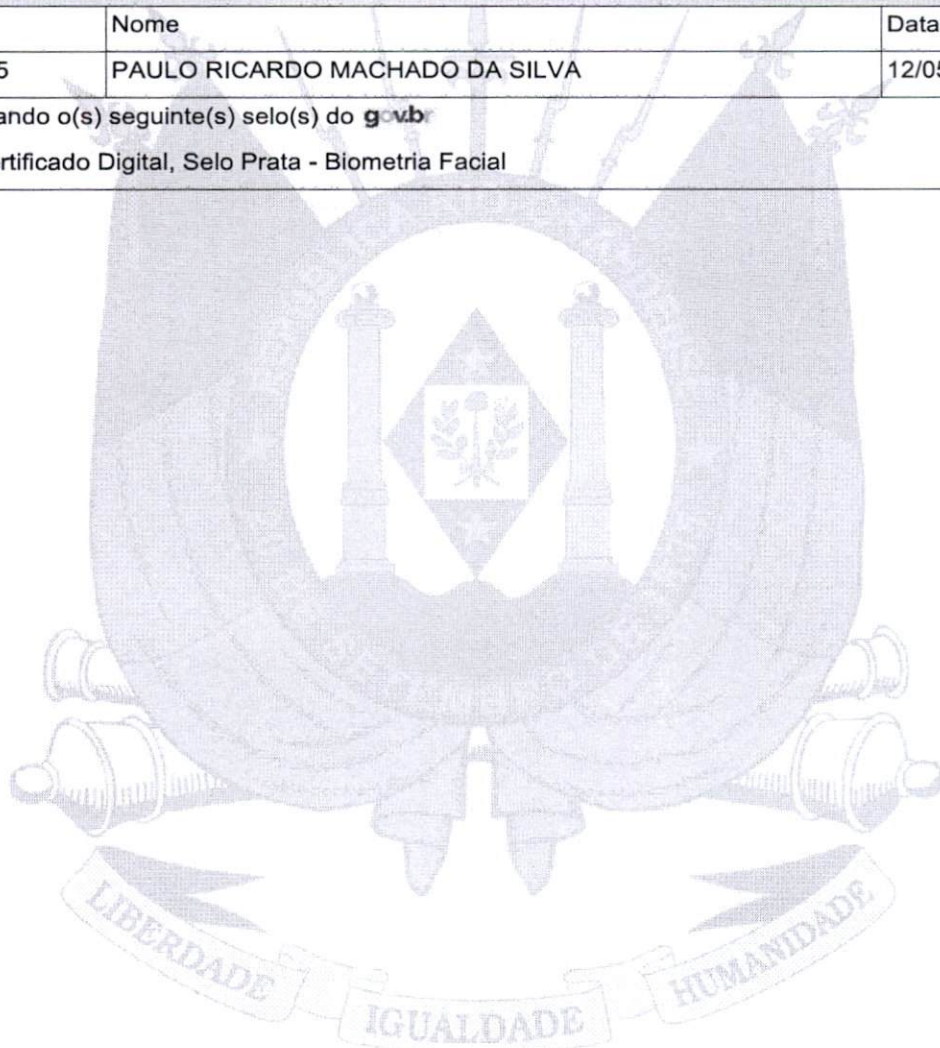 Nome Data
5 PAULO RICARDO MACHADO DA SILVA 12/05
ando o(s) seguinte(s) selo(s) do gov.br
rtificado Digital, Selo Prata - Biometria Facial
LIBERDADE
IGUALDADE
HUMANIDADE